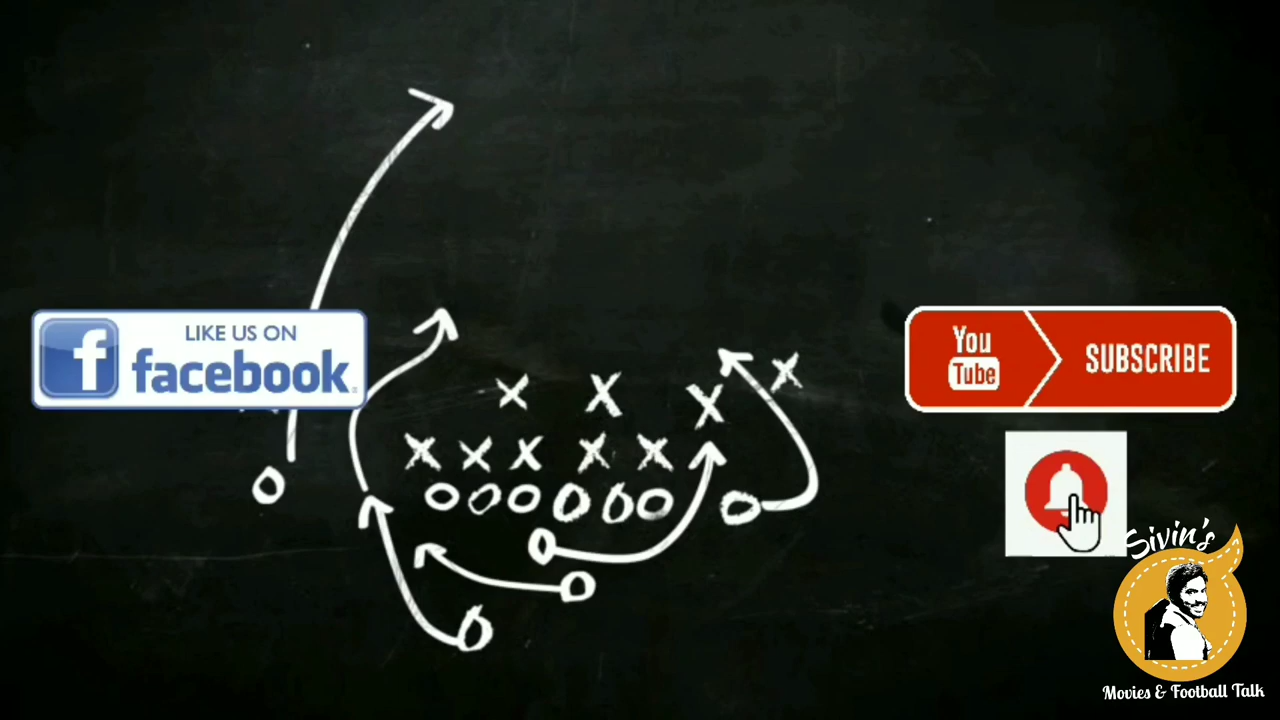 LIKE US ON
facebook
You
Tube
SUBSCRIBE
Sivin's
Movies & Football Talk